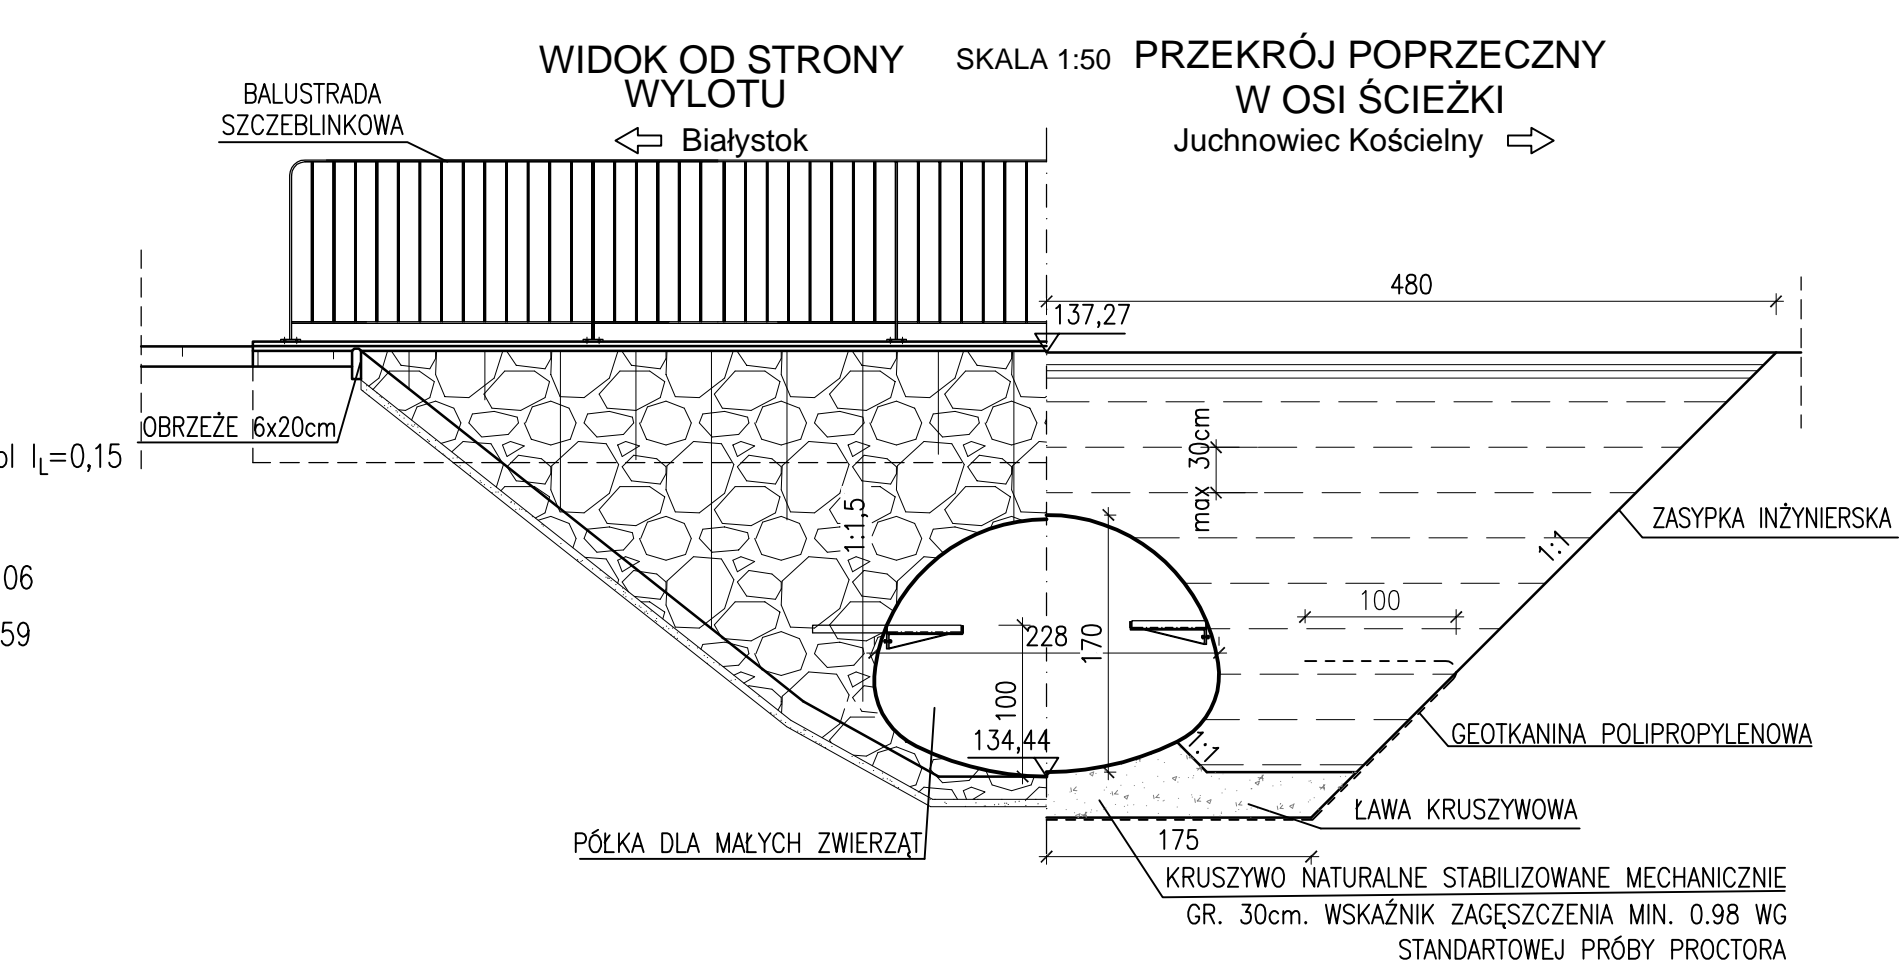 WIDOK OD STRONY
WYLOTU
SKALA 1:50
PRZEKRÓJ POPRZECZNY
W OSI ŚCIEŻKI
Białystok
Juchnowiec Kościelny
BALUSTRADA
SZCZEBLINKOWA
480
137,27
OBRZEŻE 6x20cm
I_L=0,15
max 30cm
1:1,5
ZASYPKA INŻYNIERSKA
1:1
06
59
100
228
170
100
134,44
1:1
GEOTKANINA POLIPROPYLENOWA
ŁAWA KRUSZYWOWA
PÓŁKA DLA MAŁYCH ZWIERZĄT
175
KRUSZYWO NATURALNE STABILIZOWANE MECHANICZNIE
GR. 30cm. WSKAŹNIK ZAGĘSZCZENIA MIN. 0.98 WG
STANDARTOWEJ PRÓBY PROCTORA